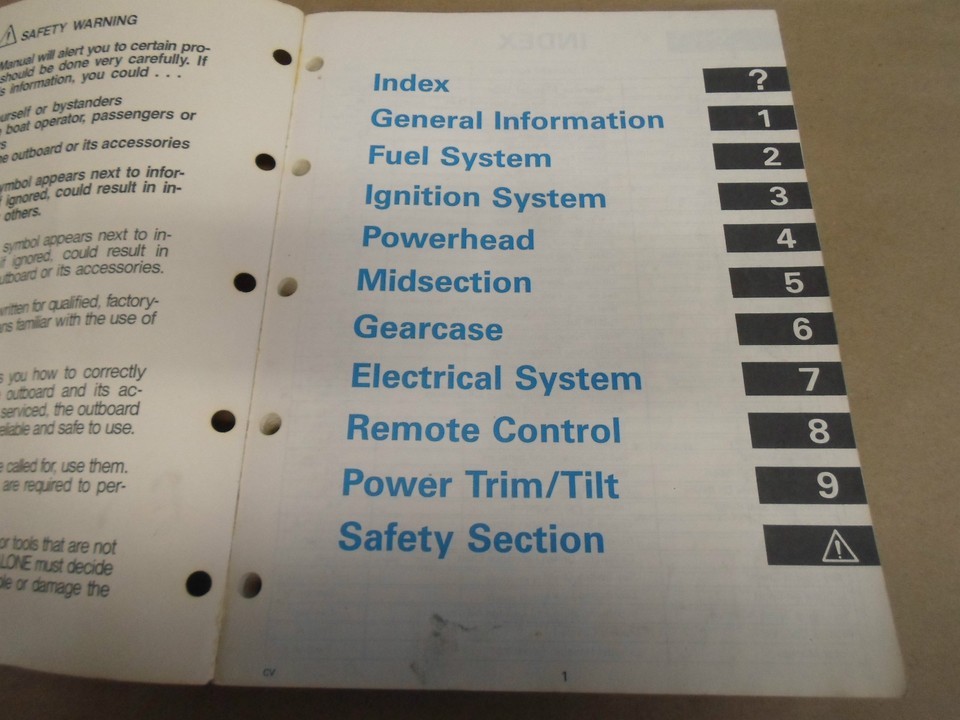 SAFETY WARNING
Manual will alert you to certain pro-
should be done very carefully. If
information, you could . . .
or bystanders
boat operator, passengers or
outboard or its accessories
appears next to infor-
ignored, could result in in-
others.
symbol appears next to in-
if ignored, could result in
or its accessories.
for qualified, factory-
familiar with the use of
you how to correctly
outboard and its ac-
serviced, the outboard
and safe to use.
called for, use them.
are required to per-
or tools that are not
must decide
or damage the
Index ?
General Information 1
Fuel System 2
Ignition System 3
Powerhead 4
Midsection 5
Gearcase 6
Electrical System 7
Remote Control 8
Power Trim/Tilt 9
Safety Section
CV 1